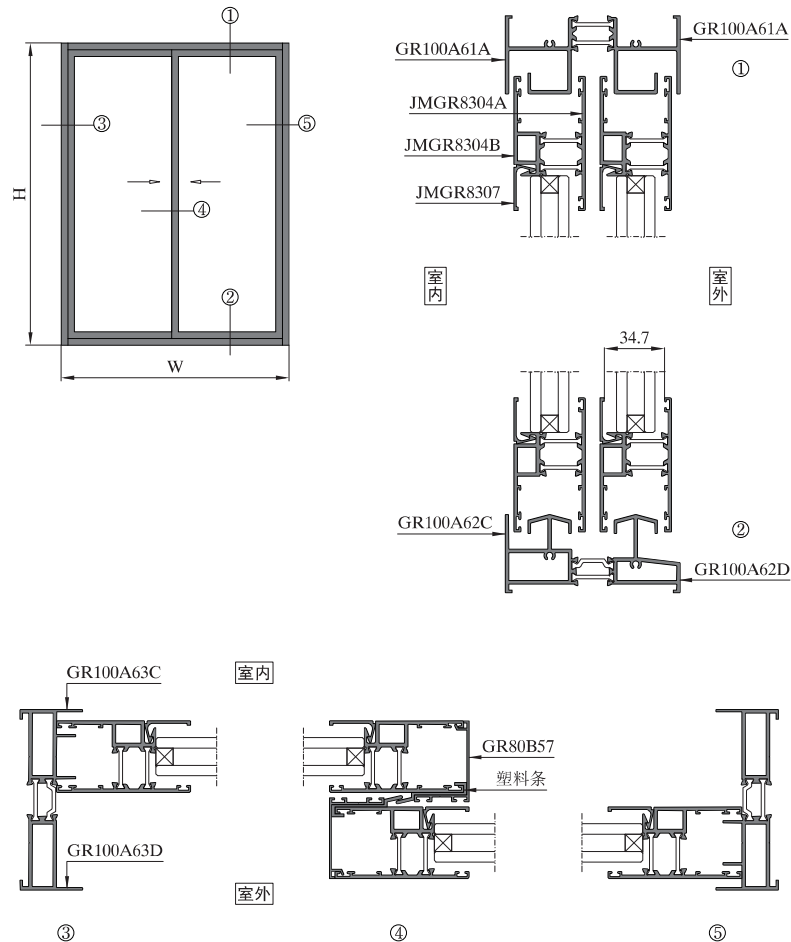 ①
H
③
⑤
④
②
W
GR100A61A
GR100A61A
①
JMGR8304A
JMGR8304B
JMGR8307
室内
室外
34.7
GR100A62C
②
GR100A62D
GR100A63C
室内
GR80B57
塑料条
GR100A63D
室外
③
④
⑤